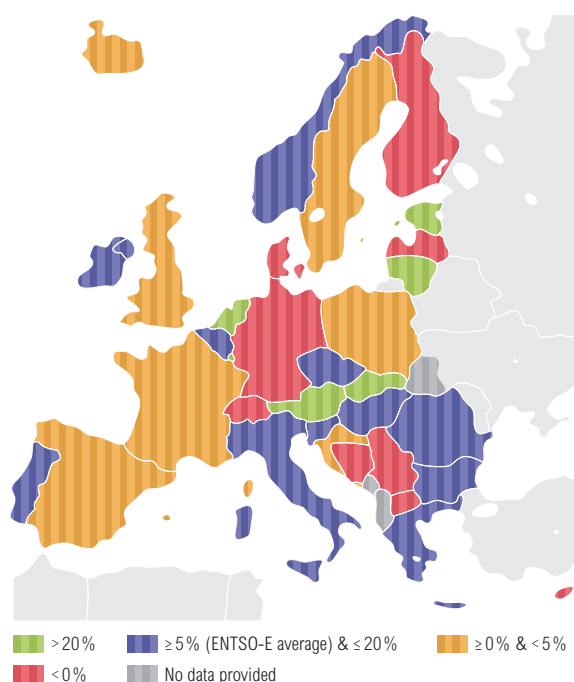 > 20 %
≥ 5 % (ENTSO-E average) & ≤ 20 %
≥ 0 % & < 5 %
< 0 %
No data provided